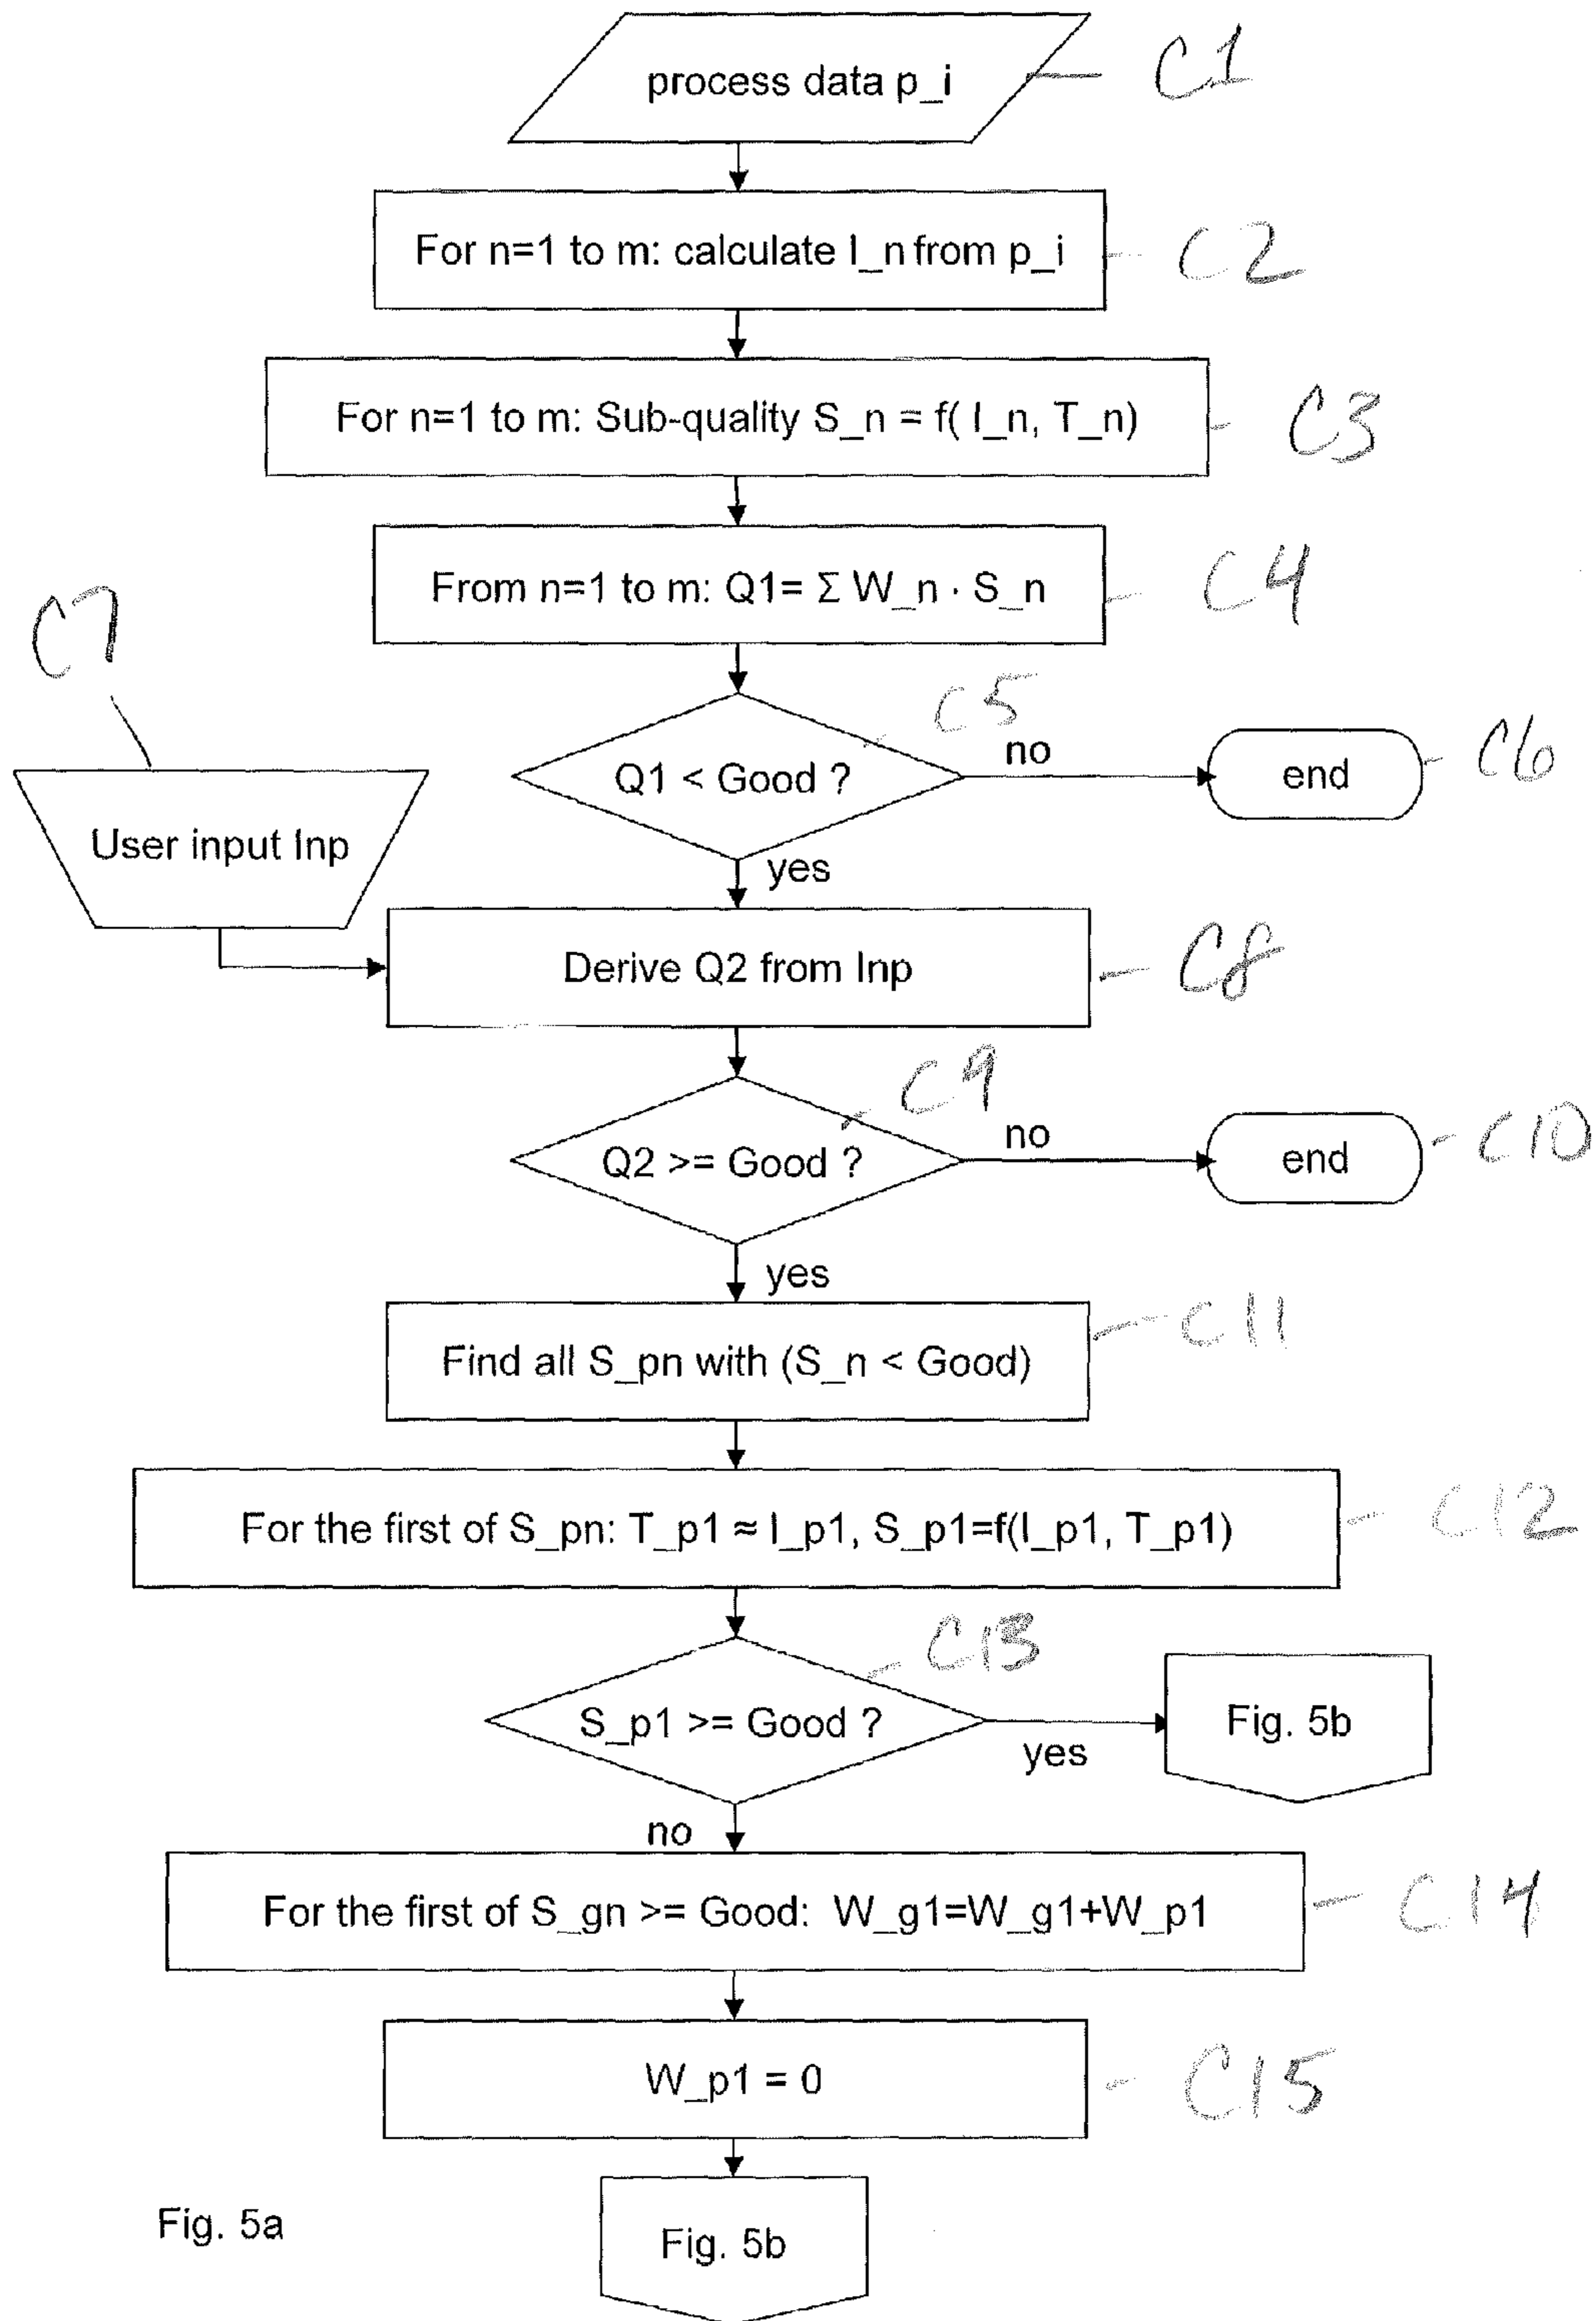 process data p_i
C1
For n=1 to m: calculate I_n from p_i
C2
For n=1 to m: Sub-quality S_n = f( I_n, T_n)
C3
From n=1 to m: Q1= Σ W_n · S_n
C4
C7
C5
Q1 < Good ?
no
end
C6
User input Inp
yes
Derive Q2 from Inp
C8
C9
Q2 >= Good ?
no
end
C10
yes
Find all S_pn with (S_n < Good)
C11
For the first of S_pn: T_p1 ≈ I_p1, S_p1=f(I_p1, T_p1)
C12
C13
S_p1 >= Good ?
yes
Fig. 5b
no
For the first of S_gn >= Good: W_g1=W_g1+W_p1
C14
W_p1 = 0
C15
Fig. 5a
Fig. 5b